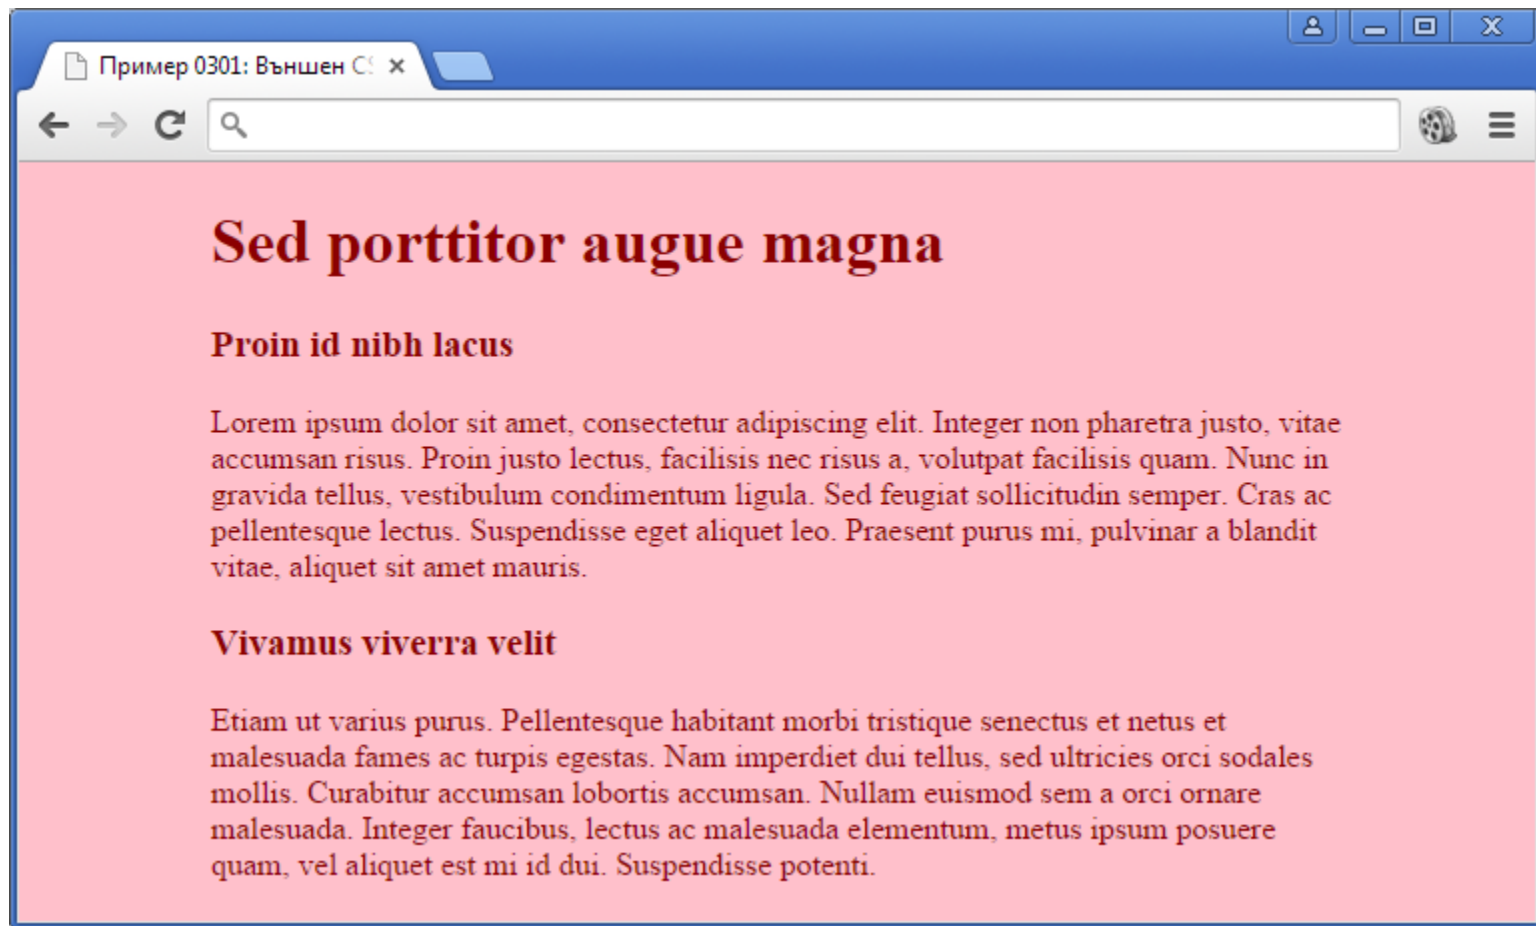 Пример 0301: Външен CS
Sed porttitor augue magna
Proin id nibh lacus
Lorem ipsum dolor sit amet, consectetur adipiscing elit. Integer non pharetra justo, vitae
accumsan risus. Proin justo lectus, facilisis nec risus a, volutpat facilisis quam. Nunc in
gravida tellus, vestibulum condimentum ligula. Sed feugiat sollicitudin semper. Cras ac
pellentesque lectus. Suspendisse eget aliquet leo. Praesent purus mi, pulvinar a blandit
vitae, aliquet sit amet mauris.
Vivamus viverra velit
Etiam ut varius purus. Pellentesque habitant morbi tristique senectus et netus et
malesuada fames ac turpis egestas. Nam imperdiet dui tellus, sed ultricies orci sodales
mollis. Curabitur accumsan lobortis accumsan. Nullam euismod sem a orci ornare
malesuada. Integer faucibus, lectus ac malesuada elementum, metus ipsum posuere
quam, vel aliquet est mi id dui. Suspendisse potenti.